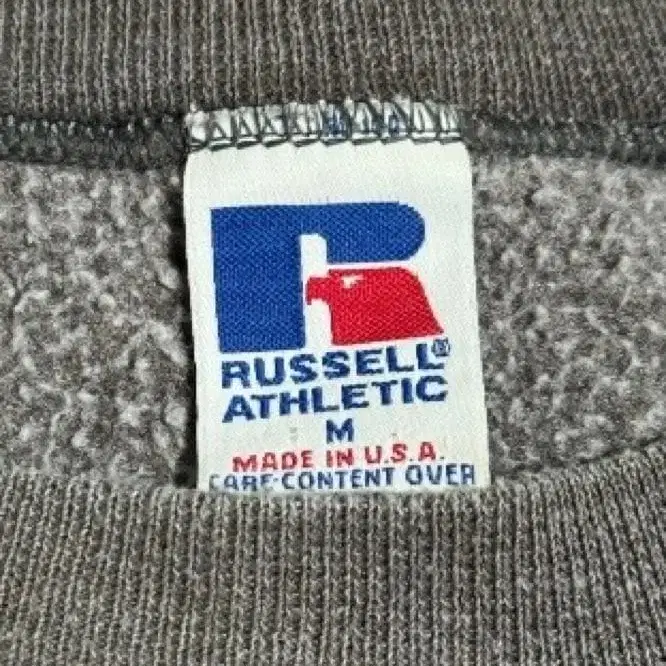 RUSSELL®
ATHLETIC
M
MADE IN U.S.A.
CARE·CONTENT OVER